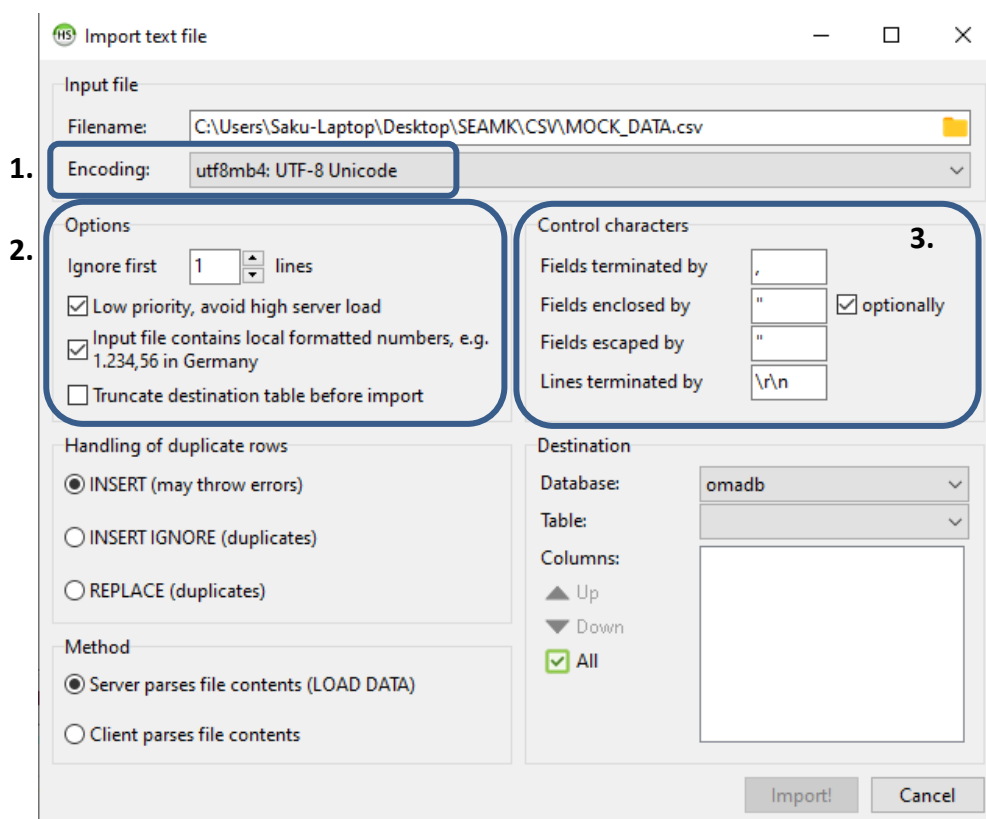 HS Import text file
Input file
Filename: C:\Users\Saku-Laptop\Desktop\SEAMK\CSV\MOCK_DATA.csv
1. Encoding: utf8mb4: UTF-8 Unicode
2.
Options
Ignore first 1 lines
Low priority, avoid high server load
Input file contains local formatted numbers, e.g.
1.234,56 in Germany
Truncate destination table before import
Control characters
3.
Fields terminated by ,
Fields enclosed by " optionally
Fields escaped by "
Lines terminated by \r\n
Handling of duplicate rows
INSERT (may throw errors)
INSERT IGNORE (duplicates)
REPLACE (duplicates)
Method
Server parses file contents (LOAD DATA)
Client parses file contents
Destination
Database: omadb
Table:
Columns:
Up
Down
All
Import! Cancel